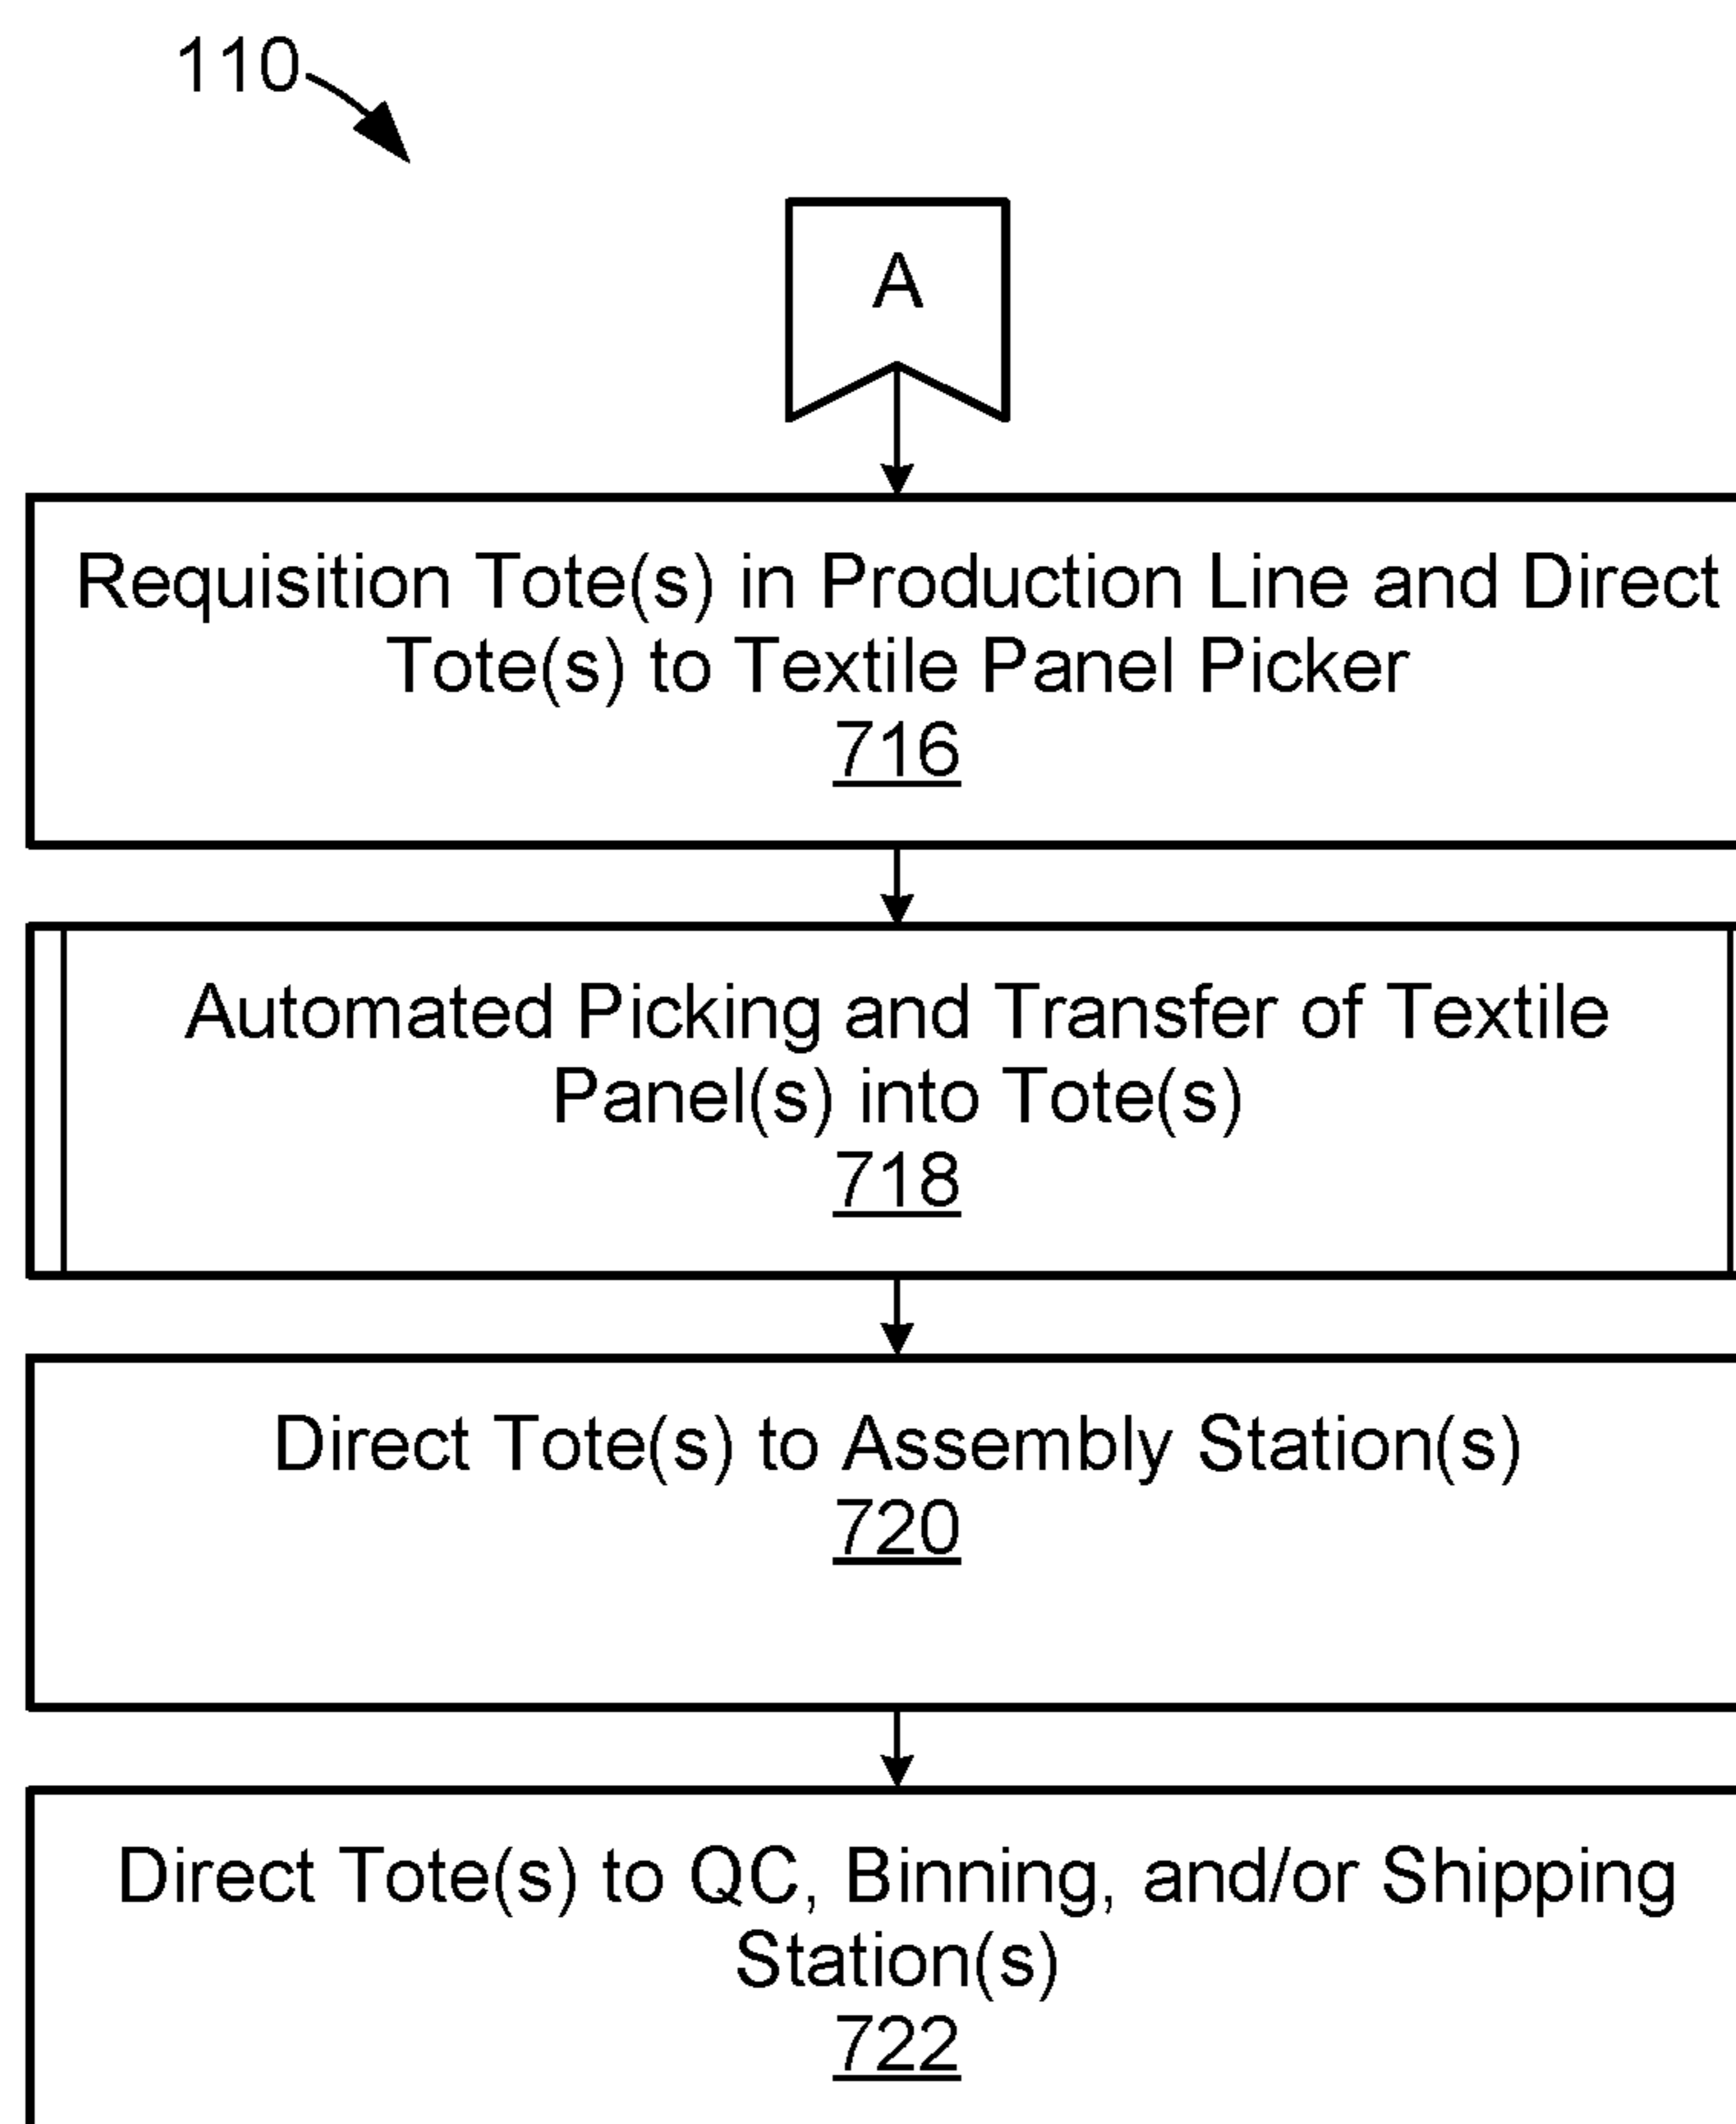 110
A
Requisition Tote(s) in Production Line and Direct
Tote(s) to Textile Panel Picker
716
Automated Picking and Transfer of Textile
Panel(s) into Tote(s)
718
Direct Tote(s) to Assembly Station(s)
720
Direct Tote(s) to QC, Binning, and/or Shipping
Station(s)
722